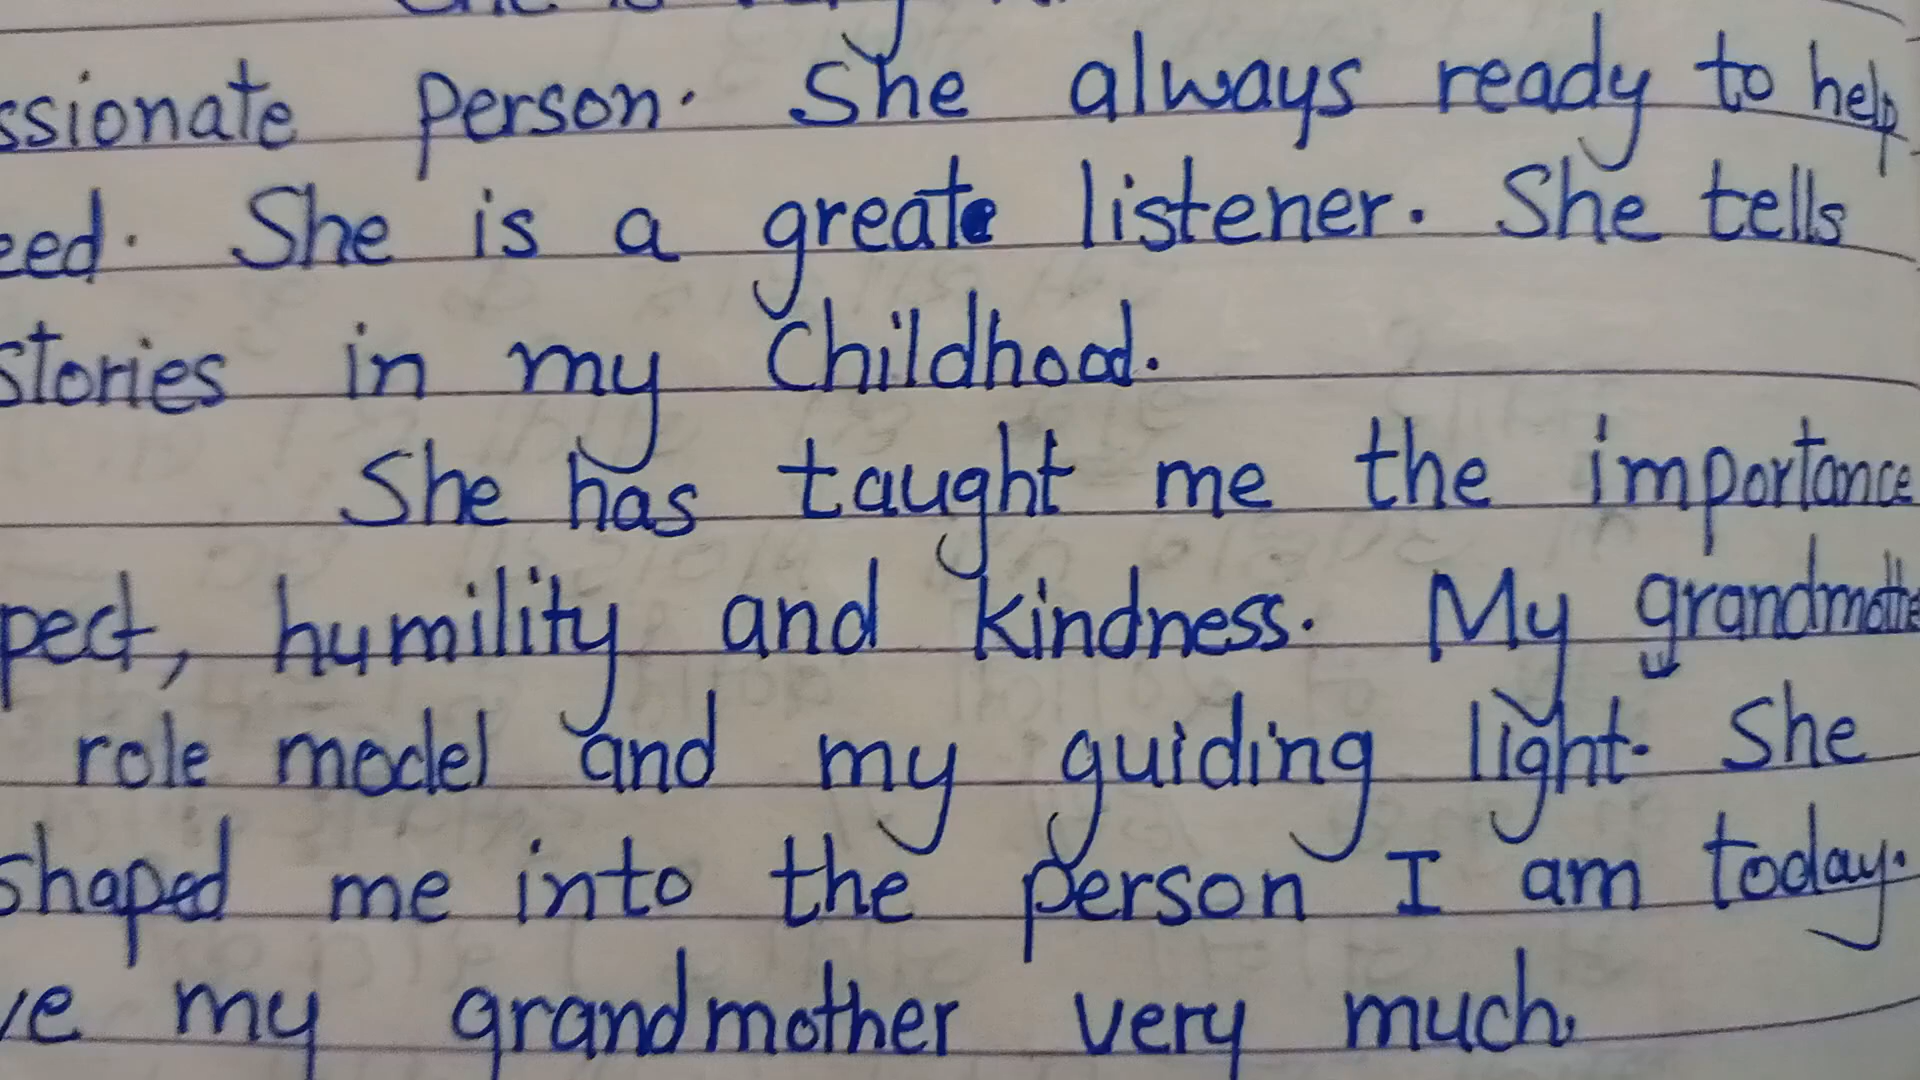 ssionate person. She always ready to help
eed. She is a great listener. She tells
stories in my Childhood.
She has taught me the importance
pect, humility and kindness. My grandmothe
role model and my guiding light. She
shaped me into the person I am today.
ve my grandmother very much.